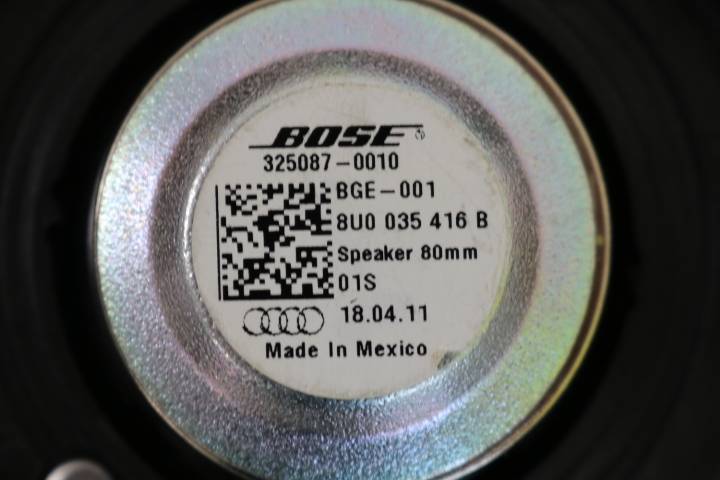 BOSE®
325087-0010
BGE-001
8U0 035 416 B
Speaker 80mm
01S
18.04.11
Made In Mexico